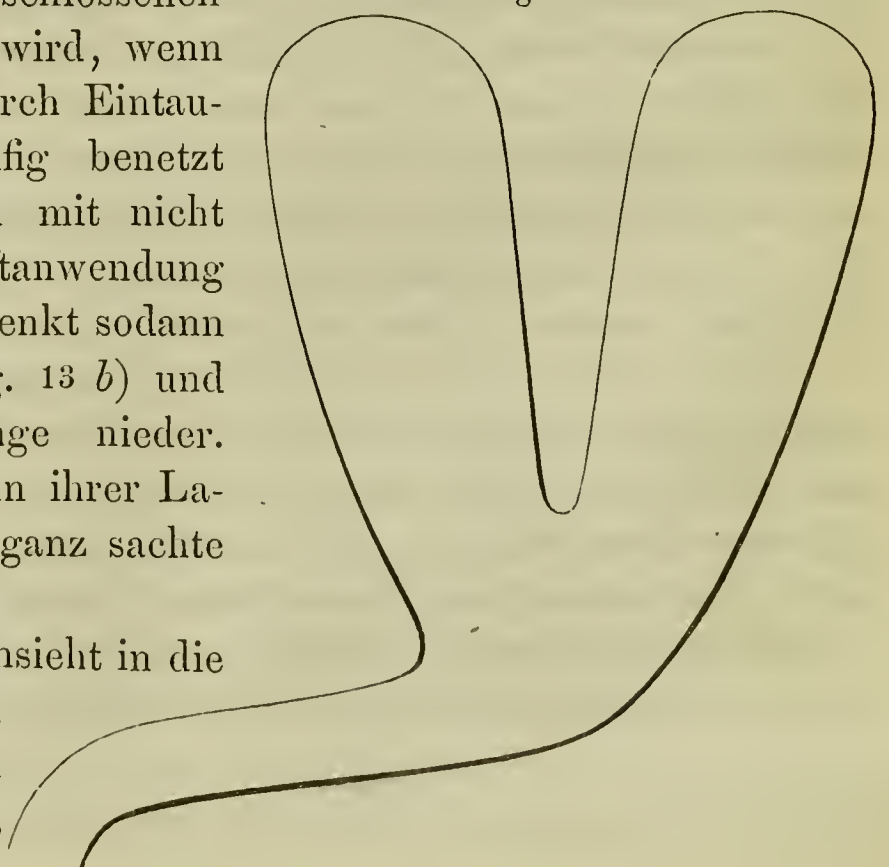 wird, wenn
rch Eintau-
fig benetzt
mit nicht
tanwendung
enkt sodann
. 13 b) und
ge nieder.
n ihrer La-
ganz sachte
nsieht in die